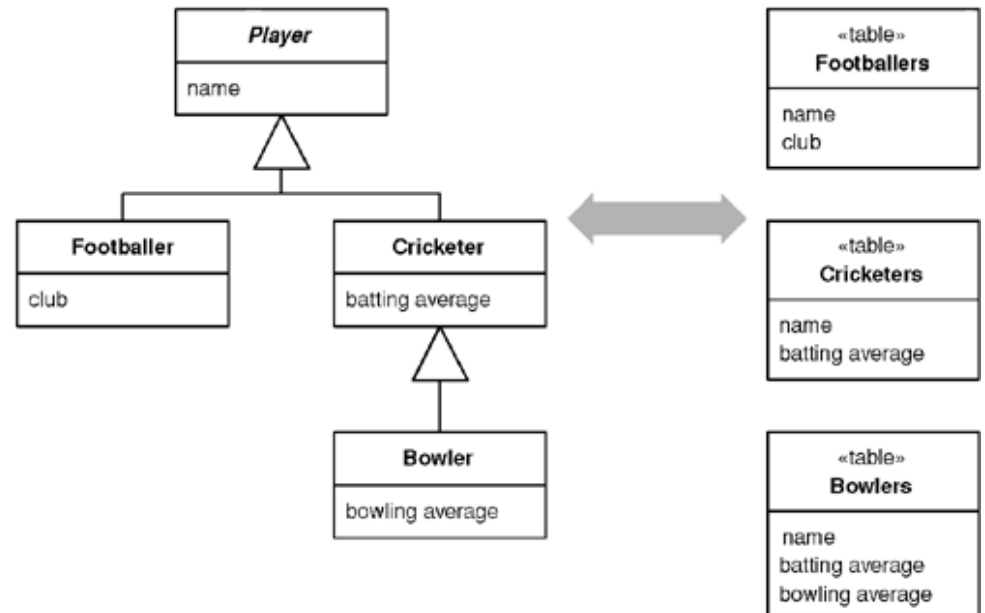 Player
name
Footballer
club
Cricketer
batting average
Bowler
bowling average
«table»
Footballers
name
club
«table»
Cricketers
name
batting average
«table»
Bowlers
name
batting average
bowling average